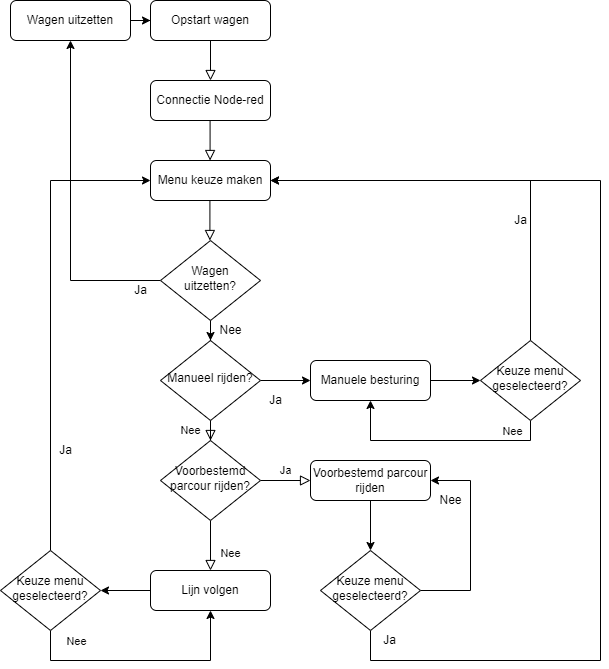 Wagen uitzetten
Opstart wagen
Connectie Node-red
Menu keuze maken
Ja
Wagen
uitzetten?
Ja
Nee
Manueel rijden?
Ja
Manuele besturing
Keuze menu
geselecteerd?
Nee
Nee
Ja
Voorbestemd
parcour rijden?
Ja
Voorbestemd parcour
rijden
Nee
Nee
Keuze menu
geselecteerd?
Lijn volgen
Keuze menu
geselecteerd?
Nee
Ja